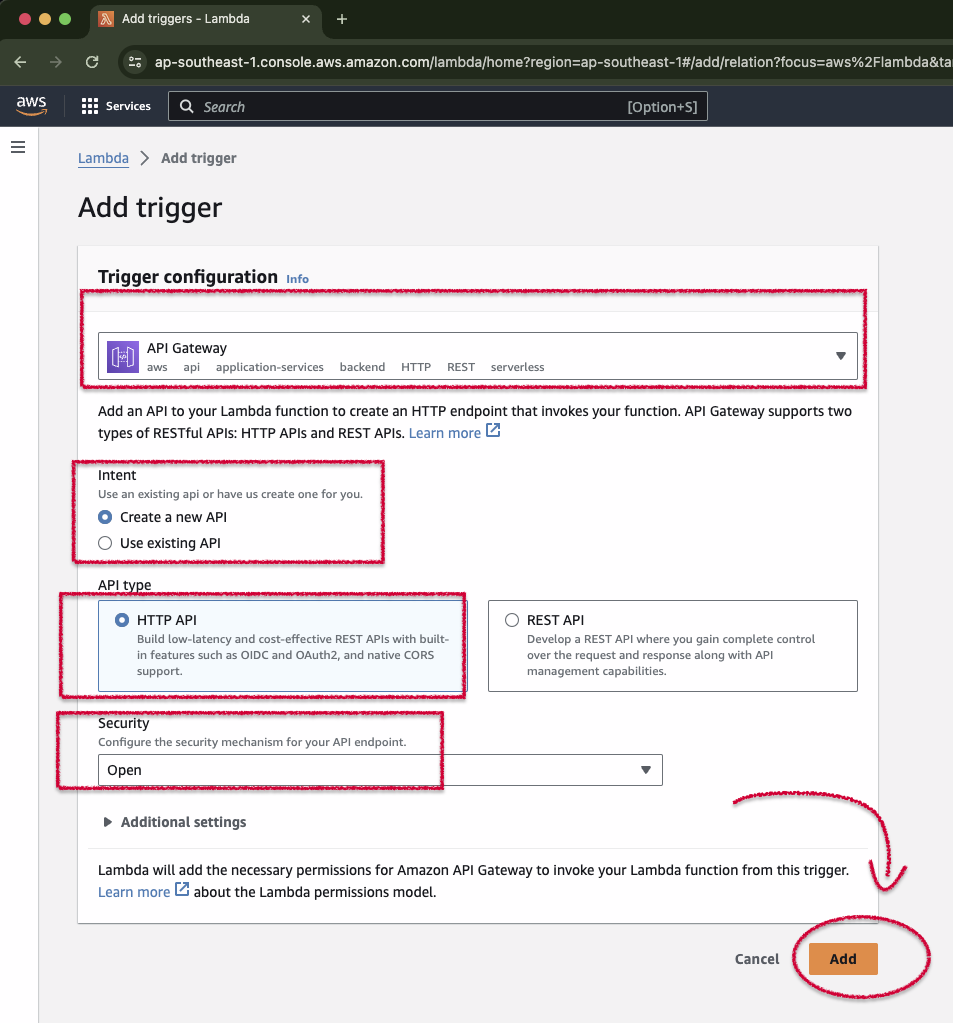 Add triggers - Lambda
ap-southeast-1.console.aws.amazon.com/lambda/home?region=ap-southeast-1#/add/relation?focus=aws%2Flambda&ta
aws Services Search [Option+S]
Lambda Add trigger
Add trigger
Trigger configuration Info
API Gateway
aws api application-services backend HTTP REST serverless
Add an API to your Lambda function to create an HTTP endpoint that invokes your function. API Gateway supports two
types of RESTful APIs: HTTP APIs and REST APIs. Learn more
Intent
Use an existing api or have us create one for you.
Create a new API
Use existing API
API type
HTTP API
Build low-latency and cost-effective REST APIs with built-
in features such as OIDC and OAuth2, and native CORS
support.
REST API
Develop a REST API where you gain complete control
over the request and response along with API
management capabilities.
Security
Configure the security mechanism for your API endpoint.
Open
Additional settings
Lambda will add the necessary permissions for Amazon API Gateway to invoke your Lambda function from this trigger.
Learn more about the Lambda permissions model.
Cancel Add